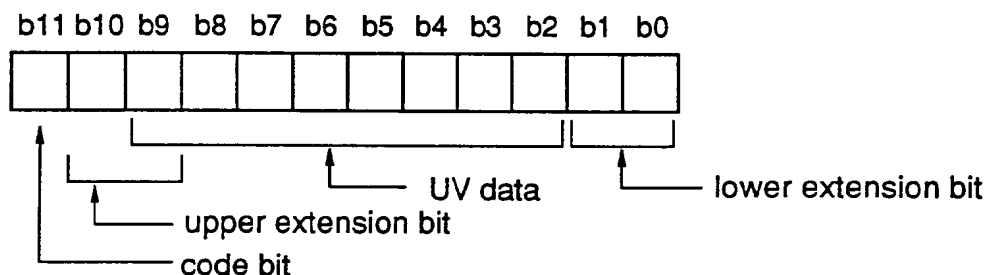 b11 b10 b9 b8 b7 b6 b5 b4 b3 b2 b1 b0
UV data
lower extension bit
upper extension bit
code bit